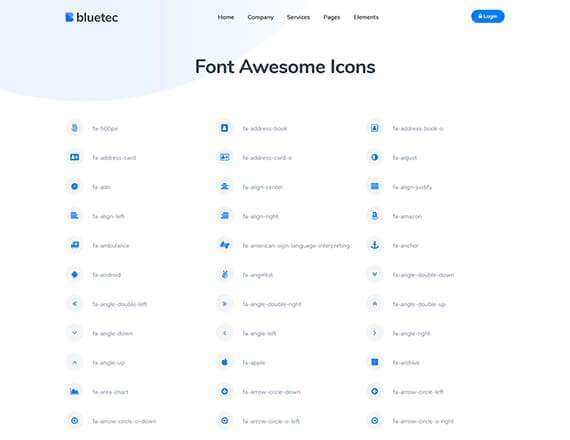 bluetec
Home Company Services Pages Elements
Login
Font Awesome Icons
fa-500px fa-address-book fa-address-book-o
fa-address-card fa-address-card-o fa-adjust
fa-adn fa-align-center fa-align-justify
fa-align-left fa-align-right fa-amazon
fa-ambulance fa-american-sign-language-interpreting fa-anchor
fa-android fa-angellist fa-angle-double-down
fa-angle-double-left fa-angle-double-right fa-angle-double-up
fa-angle-down fa-angle-left fa-angle-right
fa-angle-up fa-apple fa-archive
fa-area-chart fa-arrow-circle-down fa-arrow-circle-left
fa-arrow-circle-o-down fa-arrow-circle-o-left fa-arrow-circle-o-right